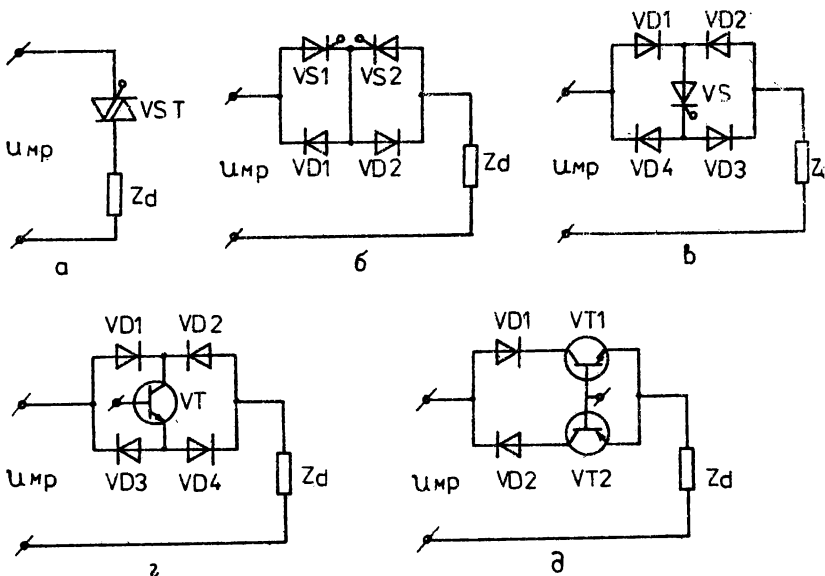 VST
uмр
Zd
а
VS1 VS2
uмр
VD1 VD2
Zd
б
VD1 VD2
VS
uмр
VD4 VD3
в
VD1 VD2
VT
uмр
VD3 VD4
Zd
г
VD1 VT1
uмр
VD2 VT2
Zd
д